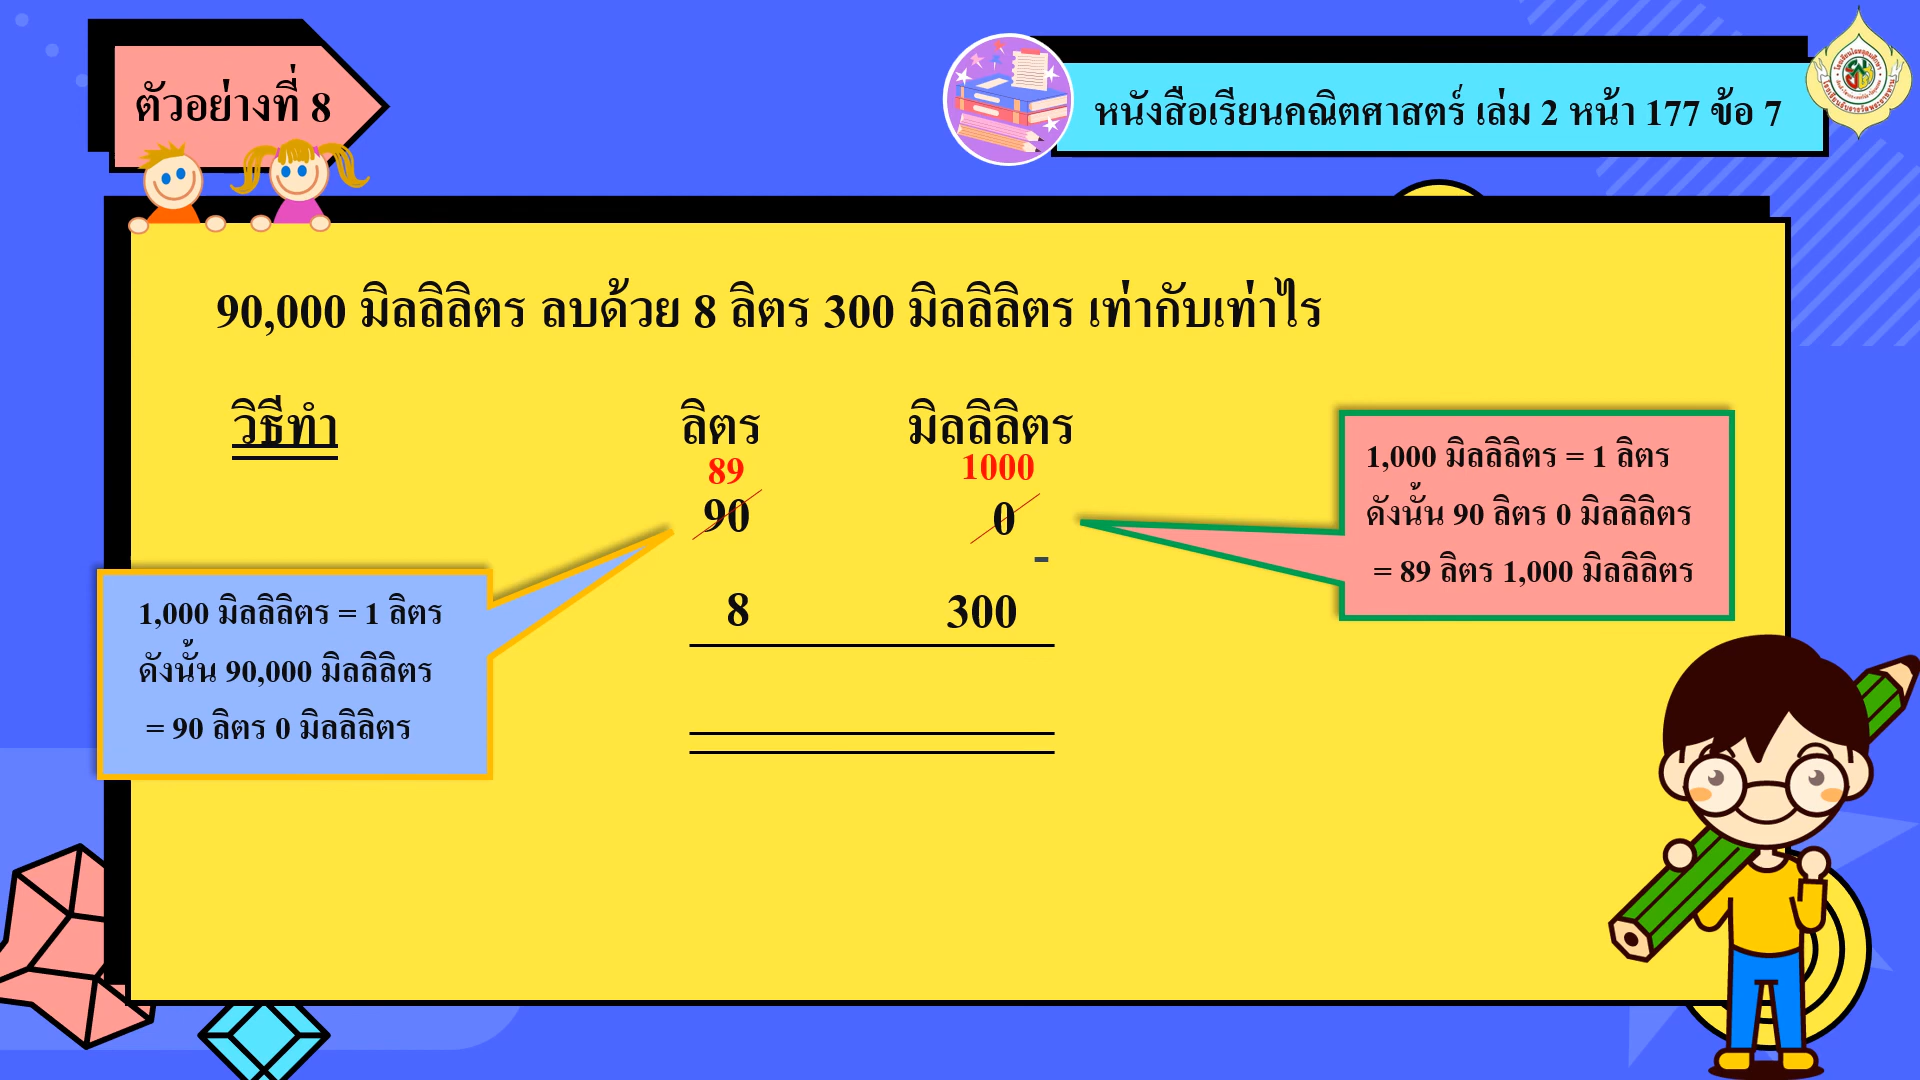 ตัวอย่างที่ 8
หนังสือเรียนคณิตศาสตร์ เล่ม 2 หน้า 177 ข้อ 7
90,000 มิลลิลิตร ลบด้วย 8 ลิตร 300 มิลลิลิตร เท่ากับเท่าไร
วิธีทำ ลิตร มิลลิลิตร
89 1000
90 0
-
8 300
1,000 มิลลิลิตร = 1 ลิตร
ดังนั้น 90,000 มิลลิลิตร
= 90 ลิตร 0 มิลลิลิตร
1,000 มิลลิลิตร = 1 ลิตร
ดังนั้น 90 ลิตร 0 มิลลิลิตร
= 89 ลิตร 1,000 มิลลิลิตร